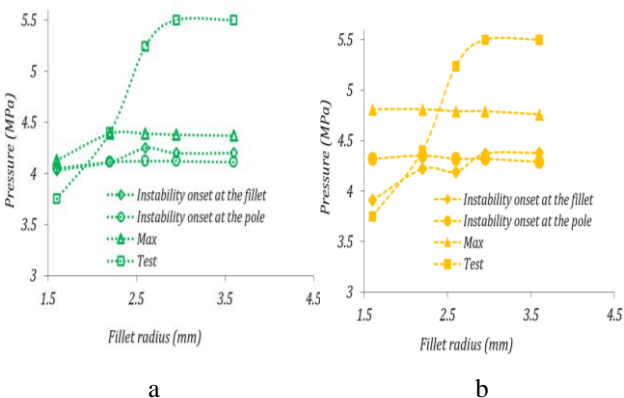 5.5
5
4.5
4
3.5
3
1.5
2.5
3.5
4.5
Pressure (MPa)
Fillet radius (mm)
Instability onset at the fillet
Instability onset at the pole
Max
Test
a
5.5
5
4.5
4
3.5
3
1.5
2.5
3.5
4.5
Pressure (MPa)
Fillet radius (mm)
Instability onset at the fillet
Instability onset at the pole
Max
Test
b